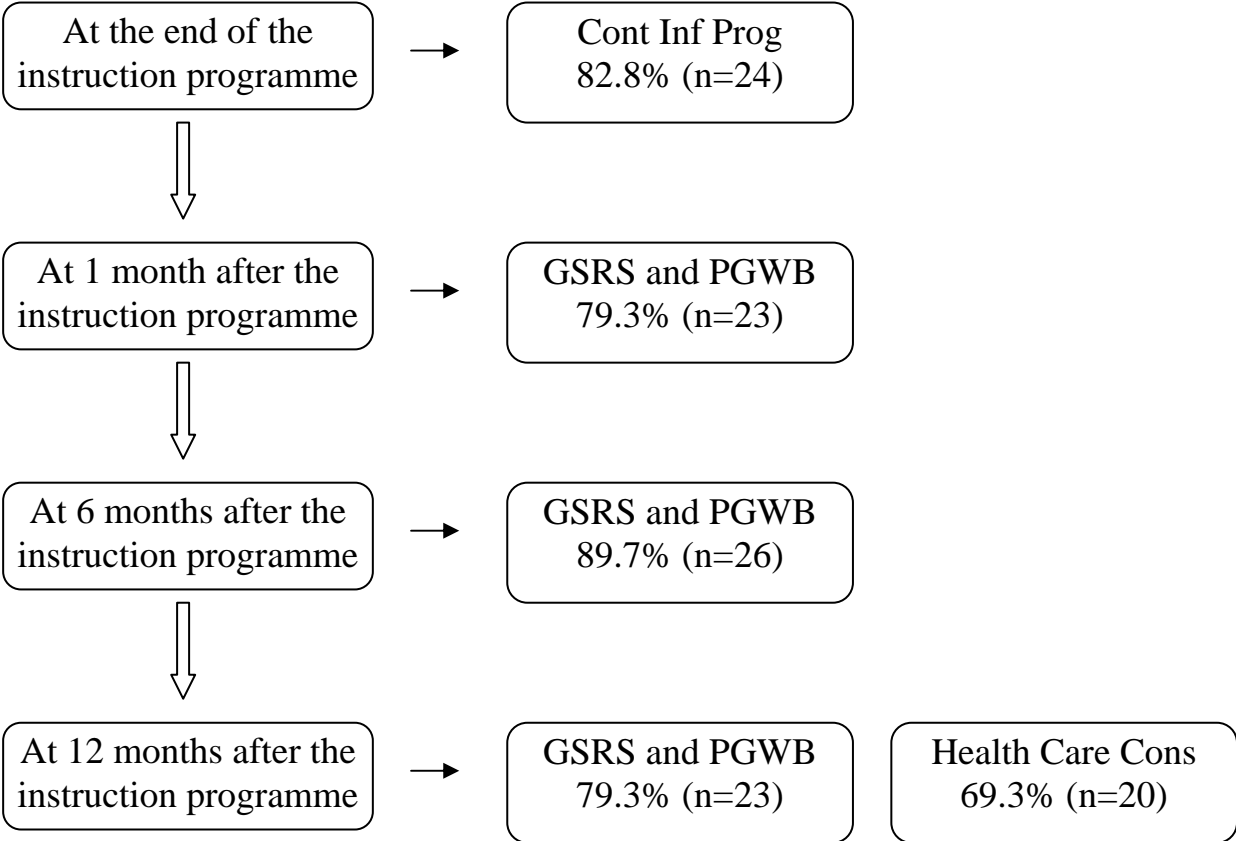 At the end of the
instruction programme
Cont Inf Prog
82.8% (n=24)
At 1 month after the
instruction programme
GSRS and PGWB
79.3% (n=23)
At 6 months after the
instruction programme
GSRS and PGWB
89.7% (n=26)
At 12 months after the
instruction programme
GSRS and PGWB
79.3% (n=23)
Health Care Cons
69.3% (n=20)